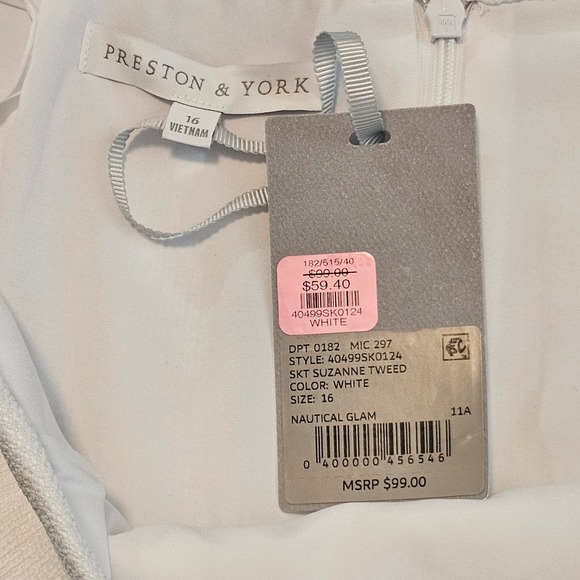 PRESTON & YORK
16
VIETNAM
182/515/40
$99.00
$59.40
40499SK0124
WHITE
DPT 0182 MIC 297
STYLE: 40499SK0124
SKT SUZANNE TWEED
COLOR: WHITE
SIZE: 16
NAUTICAL GLAM 11A
0 400000 456546
MSRP $99.00